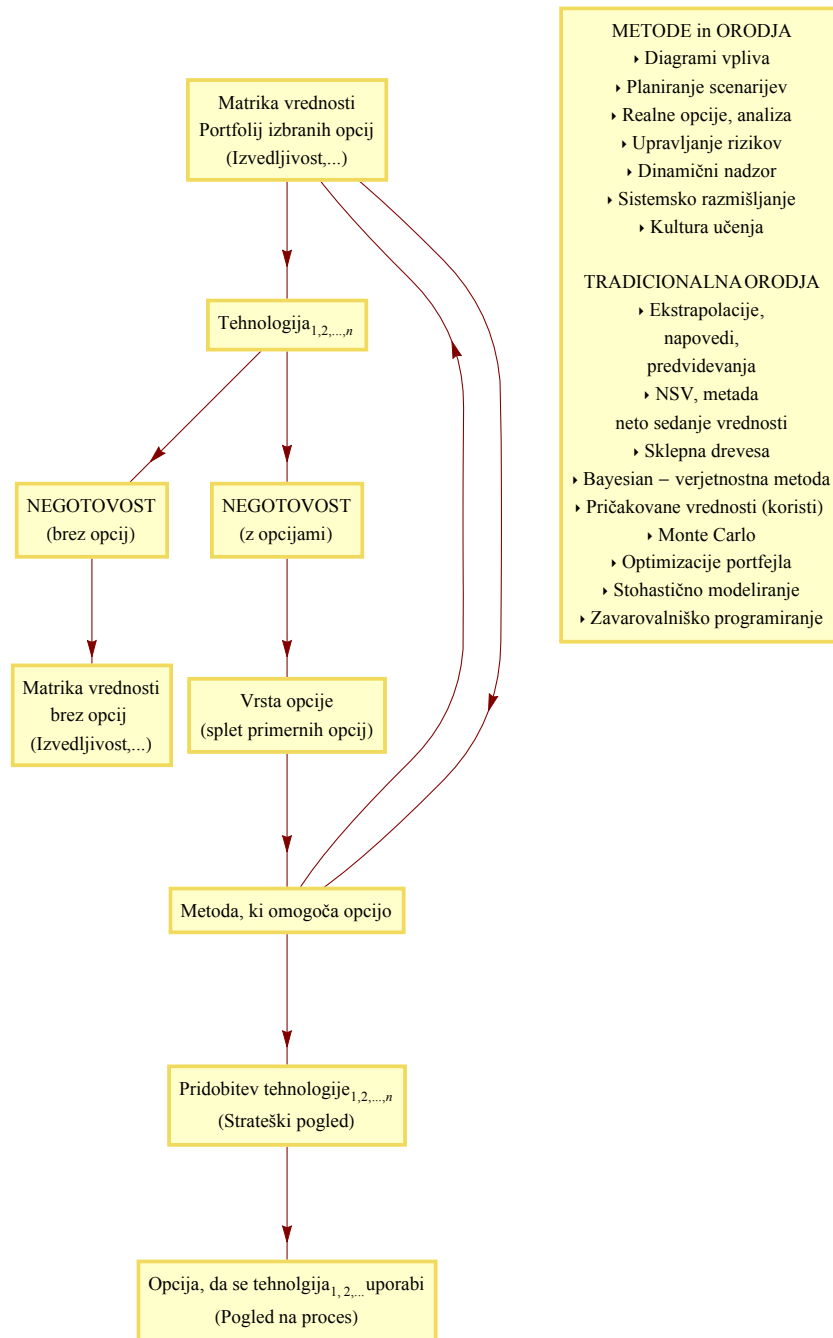 Matrika vrednosti
Portfolij izbranih opcij
(Izvedljivost,...)
Tehnologija1,2,...,n
NEGOTOVOST
(brez opcij)
NEGOTOVOST
(z opcijami)
Matrika vrednosti
brez opcij
(Izvedljivost,...)
Vrsta opcije
(splet primernih opcij)
Metoda, ki omogoča opcijo
Pridobitev tehnologije1,2,...,n
(Strateški pogled)
Opcija, da se tehnolgija1, 2,... uporabi
(Pogled na proces)
METODE in ORODJA
‣ Diagrami vpliva
‣ Planiranje scenarijev
‣ Realne opcije, analiza
‣ Upravljanje rizikov
‣ Dinamični nadzor
‣ Sistemsko razmišljanje
‣ Kultura učenja
TRADICIONALNA ORODJA
‣ Ekstrapolacije,
napovedi,
predvidevanja
‣ NSV, metada
neto sedanje vrednosti
‣ Sklepna drevesa
‣ Bayesian − verjetnostna metoda
‣ Pričakovane vrednosti (koristi)
‣ Monte Carlo
‣ Optimizacije portfejla
‣ Stohastično modeliranje
‣ Zavarovalniško programiranje